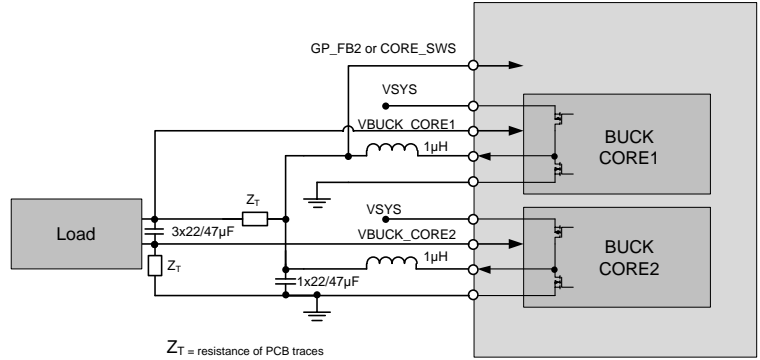 GP_FB2 or CORE_SWS
VSYS
VBUCK_CORE1
1µH
BUCK
CORE1
ZT
VSYS
Load
3x22/47µF
VBUCK_CORE2
BUCK
CORE2
1µH
ZT
1x22/47µF
ZT = resistance of PCB traces